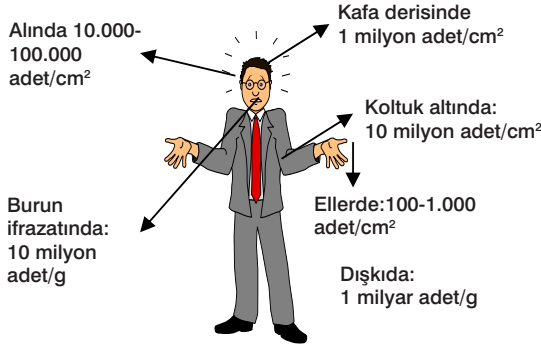 Alında 10.000-
100.000
adet/cm²
Kafa derisinde
1 milyon adet/cm²
Koltuk altında:
10 milyon adet/cm²
Burun
ifrazatında:
10 milyon
adet/g
Ellerde:100-1.000
adet/cm²
Dışkıda:
1 milyar adet/g